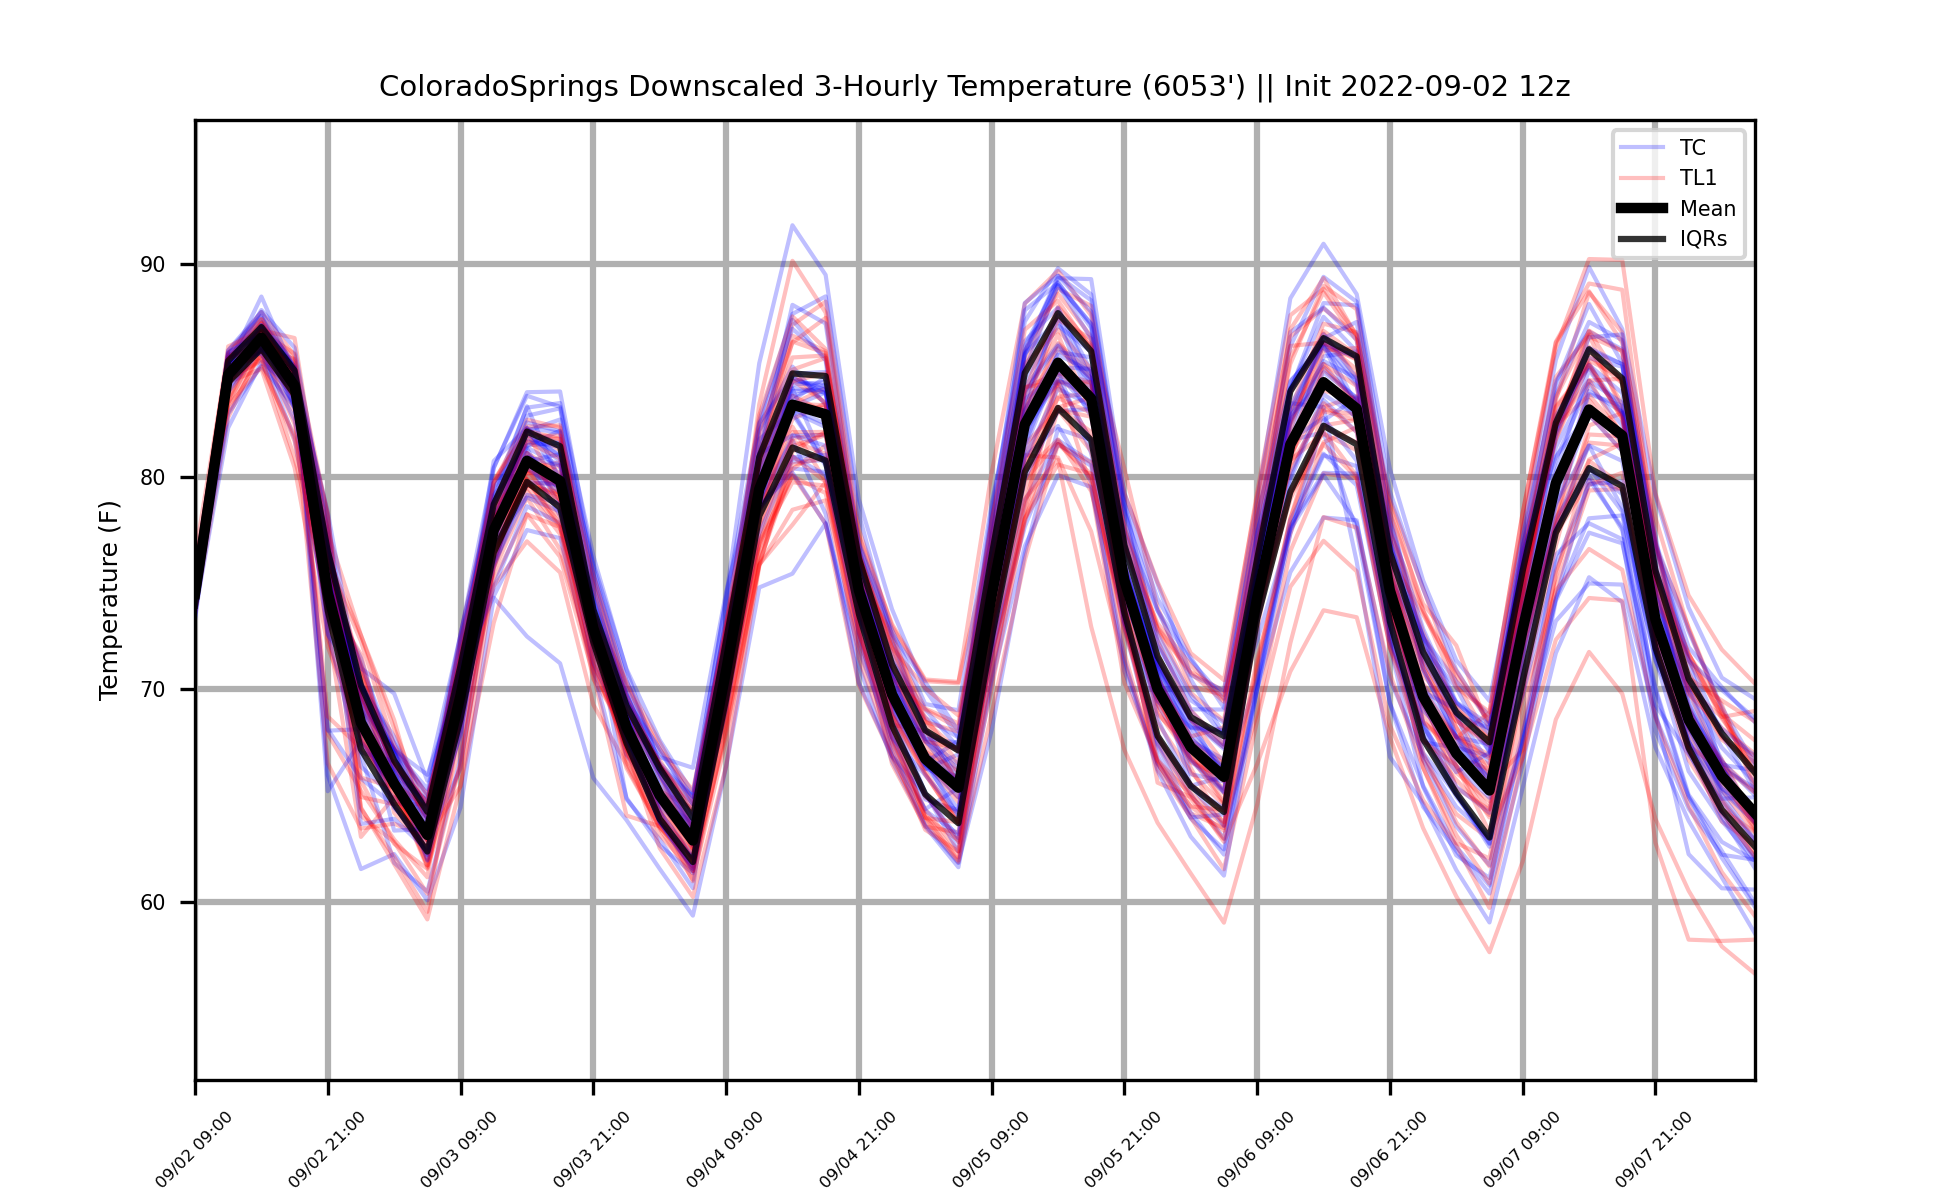 ColoradoSprings Downscaled 3-Hourly Temperature (6053') || Init 2022-09-02 12z
TC
TL1
Mean
IQRs
Temperature (F)
90
80
70
60
09/02 09:00
09/02 21:00
09/03 09:00
09/03 21:00
09/04 09:00
09/04 21:00
09/05 09:00
09/05 21:00
09/06 09:00
09/06 21:00
09/07 09:00
09/07 21:00